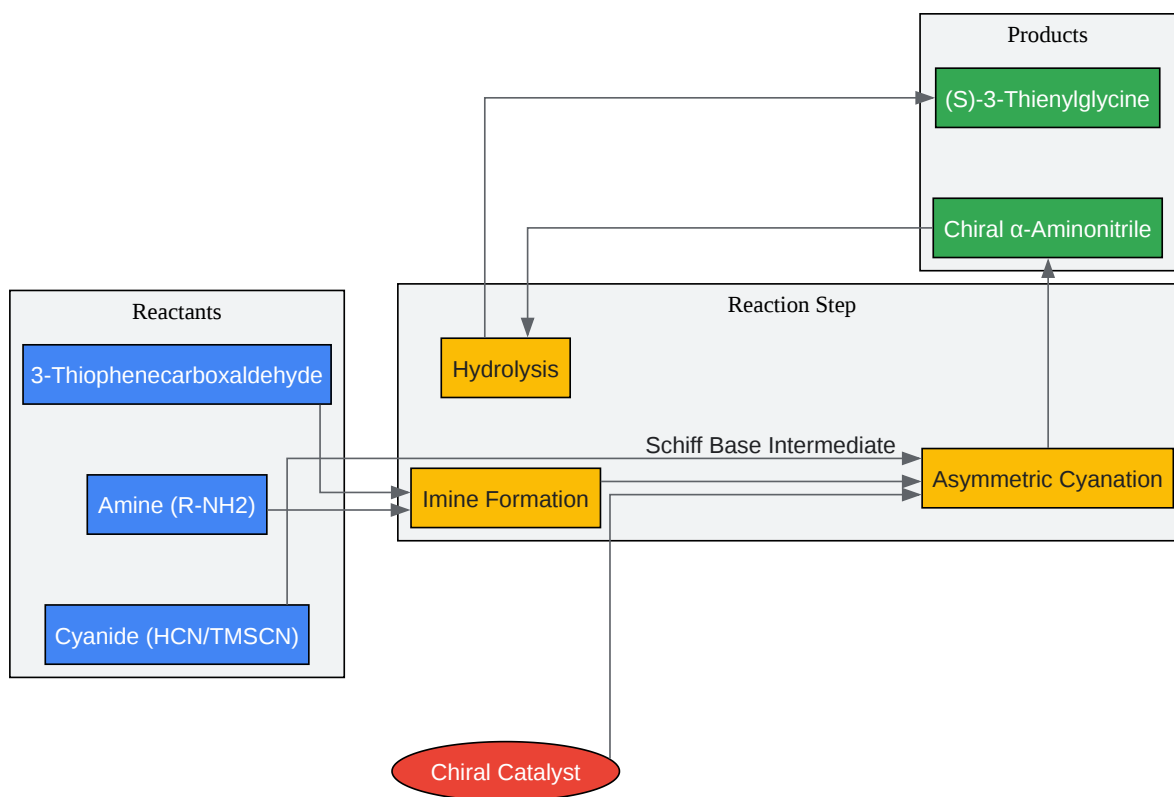 Products
(S)-3-Thienylglycine
Chiral α-Aminonitrile
Reactants
Reaction Step
3-Thiophenecarboxaldehyde
Hydrolysis
Schiff Base Intermediate
Amine (R-NH2)
Imine Formation
Asymmetric Cyanation
Cyanide (HCN/TMSCN)
Chiral Catalyst